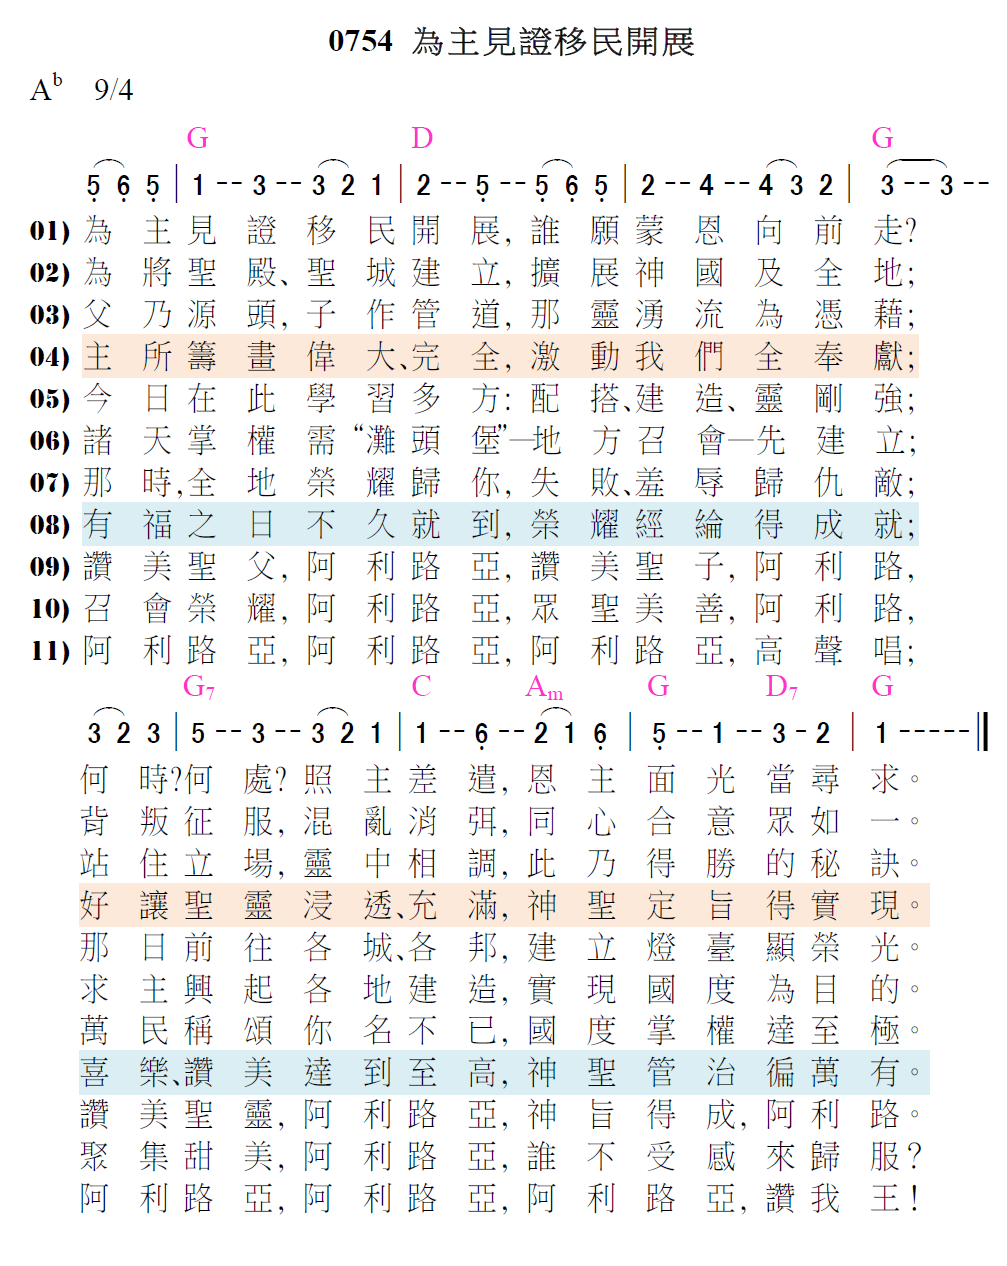 0754 為主見證移民開展
A♭ 9/4
G D G
5̣ 6̣ 5̣ | 1 -- 3 -- 3 2 1 | 2 -- 5̣ -- 5̣ 6̣ 5̣ | 2 -- 4 -- 4 3 2 | 3 -- 3 --
01) 為主見證移民開展, 誰願蒙恩向前走?
02) 為將聖殿、聖城建立, 擴展神國及全地;
03) 父乃源頭, 子作管道, 那靈湧流為憑藉;
04) 主所籌畫偉大、完全, 激動我們全奉獻;
05) 今日在此學習多方: 配搭、建造、靈剛強;
06) 諸天掌權需“灘頭堡”—地方召會—先建立;
07) 那時,全地榮耀歸你, 失敗、羞辱歸仇敵;
08) 有福之日不久就到, 榮耀經綸得成就;
09) 讚美聖父, 阿利路亞, 讚美聖子, 阿利路,
10) 召會榮耀, 阿利路亞, 眾聖美善, 阿利路,
11) 阿利路亞, 阿利路亞, 阿利路亞, 高聲唱;
G7 C Am G D7 G
3 2 3 | 5 -- 3 -- 3 2 1 | 1 -- 6̣ -- 2 1 6̣ | 5̣ -- 1 -- 3 - 2 | 1 ----- ‖
何時?何處? 照主差遣, 恩主面光當尋求。
背叛征服, 混亂消弭, 同心合意眾如一。
站住立場, 靈中相調, 此乃得勝的秘訣。
好讓聖靈浸透、充滿, 神聖定旨得實現。
那日前往各城、各邦, 建立燈臺顯榮光。
求主興起各地建造, 實現國度為目的。
萬民稱頌你名不已, 國度掌權達至極。
喜樂、讚美達到至高, 神聖管治徧萬有。
讚美聖靈, 阿利路亞, 神旨得成, 阿利路。
聚集甜美, 阿利路亞, 誰不受感來歸服?
阿利路亞, 阿利路亞, 阿利路亞, 讚我王!